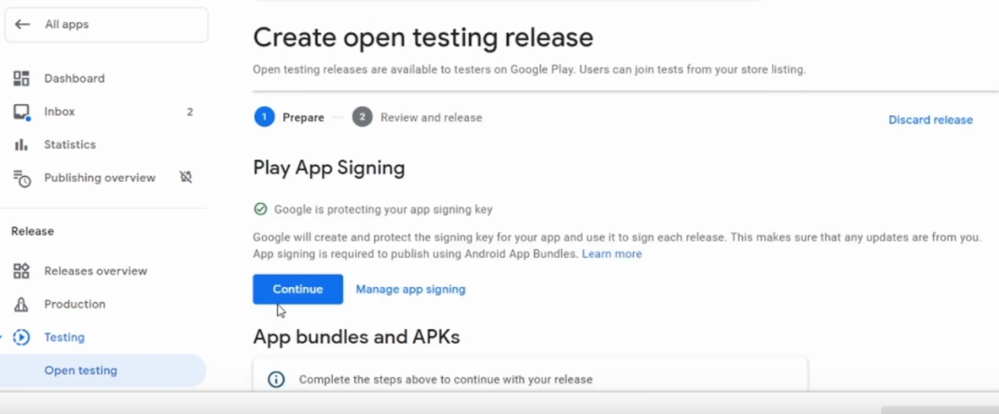 All apps
Dashboard
Inbox 2
Statistics
Publishing overview
Release
Releases overview
Production
Testing
Open testing
Create open testing release
Open testing releases are available to testers on Google Play. Users can join tests from your store listing.
1 Prepare — 2 Review and release
Discard release
Play App Signing
Google is protecting your app signing key
Google will create and protect the signing key for your app and use it to sign each release. This makes sure that any updates are from you.
App signing is required to publish using Android App Bundles. Learn more
Continue Manage app signing
App bundles and APKs
Complete the steps above to continue with your release